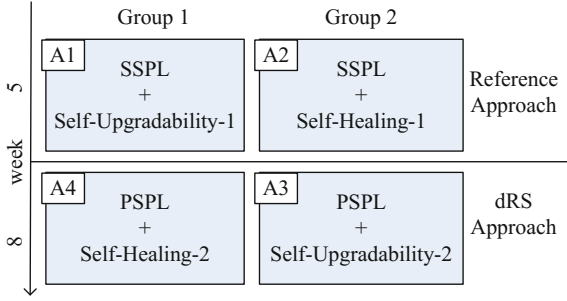 Group 1
Group 2
A1
SSPL
+
Self-Upgradability-1
A2
SSPL
+
Self-Healing-1
Reference
Approach
5
week
8
A4
PSPL
+
Self-Healing-2
A3
PSPL
+
Self-Upgradability-2
dRS
Approach